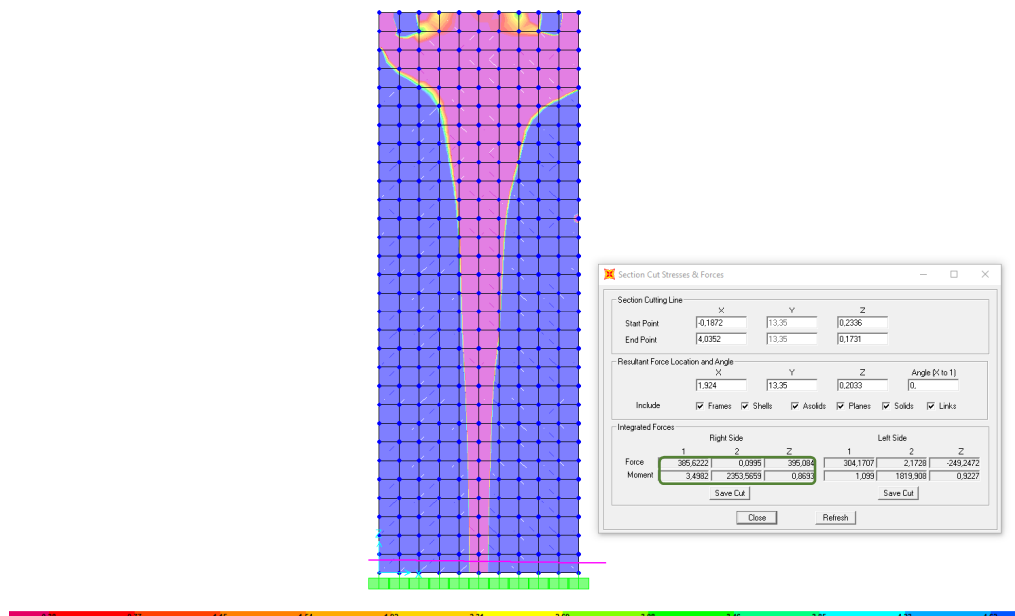 Section Cut Stresses & Forces
Section Cutting Line
X Y Z
Start Point -0,1872 13,35 0,2336
End Point 4,0352 13,35 0,1731
Resultant Force Location and Angle
X Y Z Angle (X to 1)
1,924 13,35 0,2033 0,
Include Frames Shells Asolids Planes Solids Links
Integrated Forces
Right Side Left Side
1 2 Z 1 2 Z
Force 385,6222 0,0995 395,084 304,1707 2,1728 -249,2472
Moment 3,4982 2353,5659 0,8693 1,099 1819,908 0,9227
Save Cut Save Cut
Close Refresh